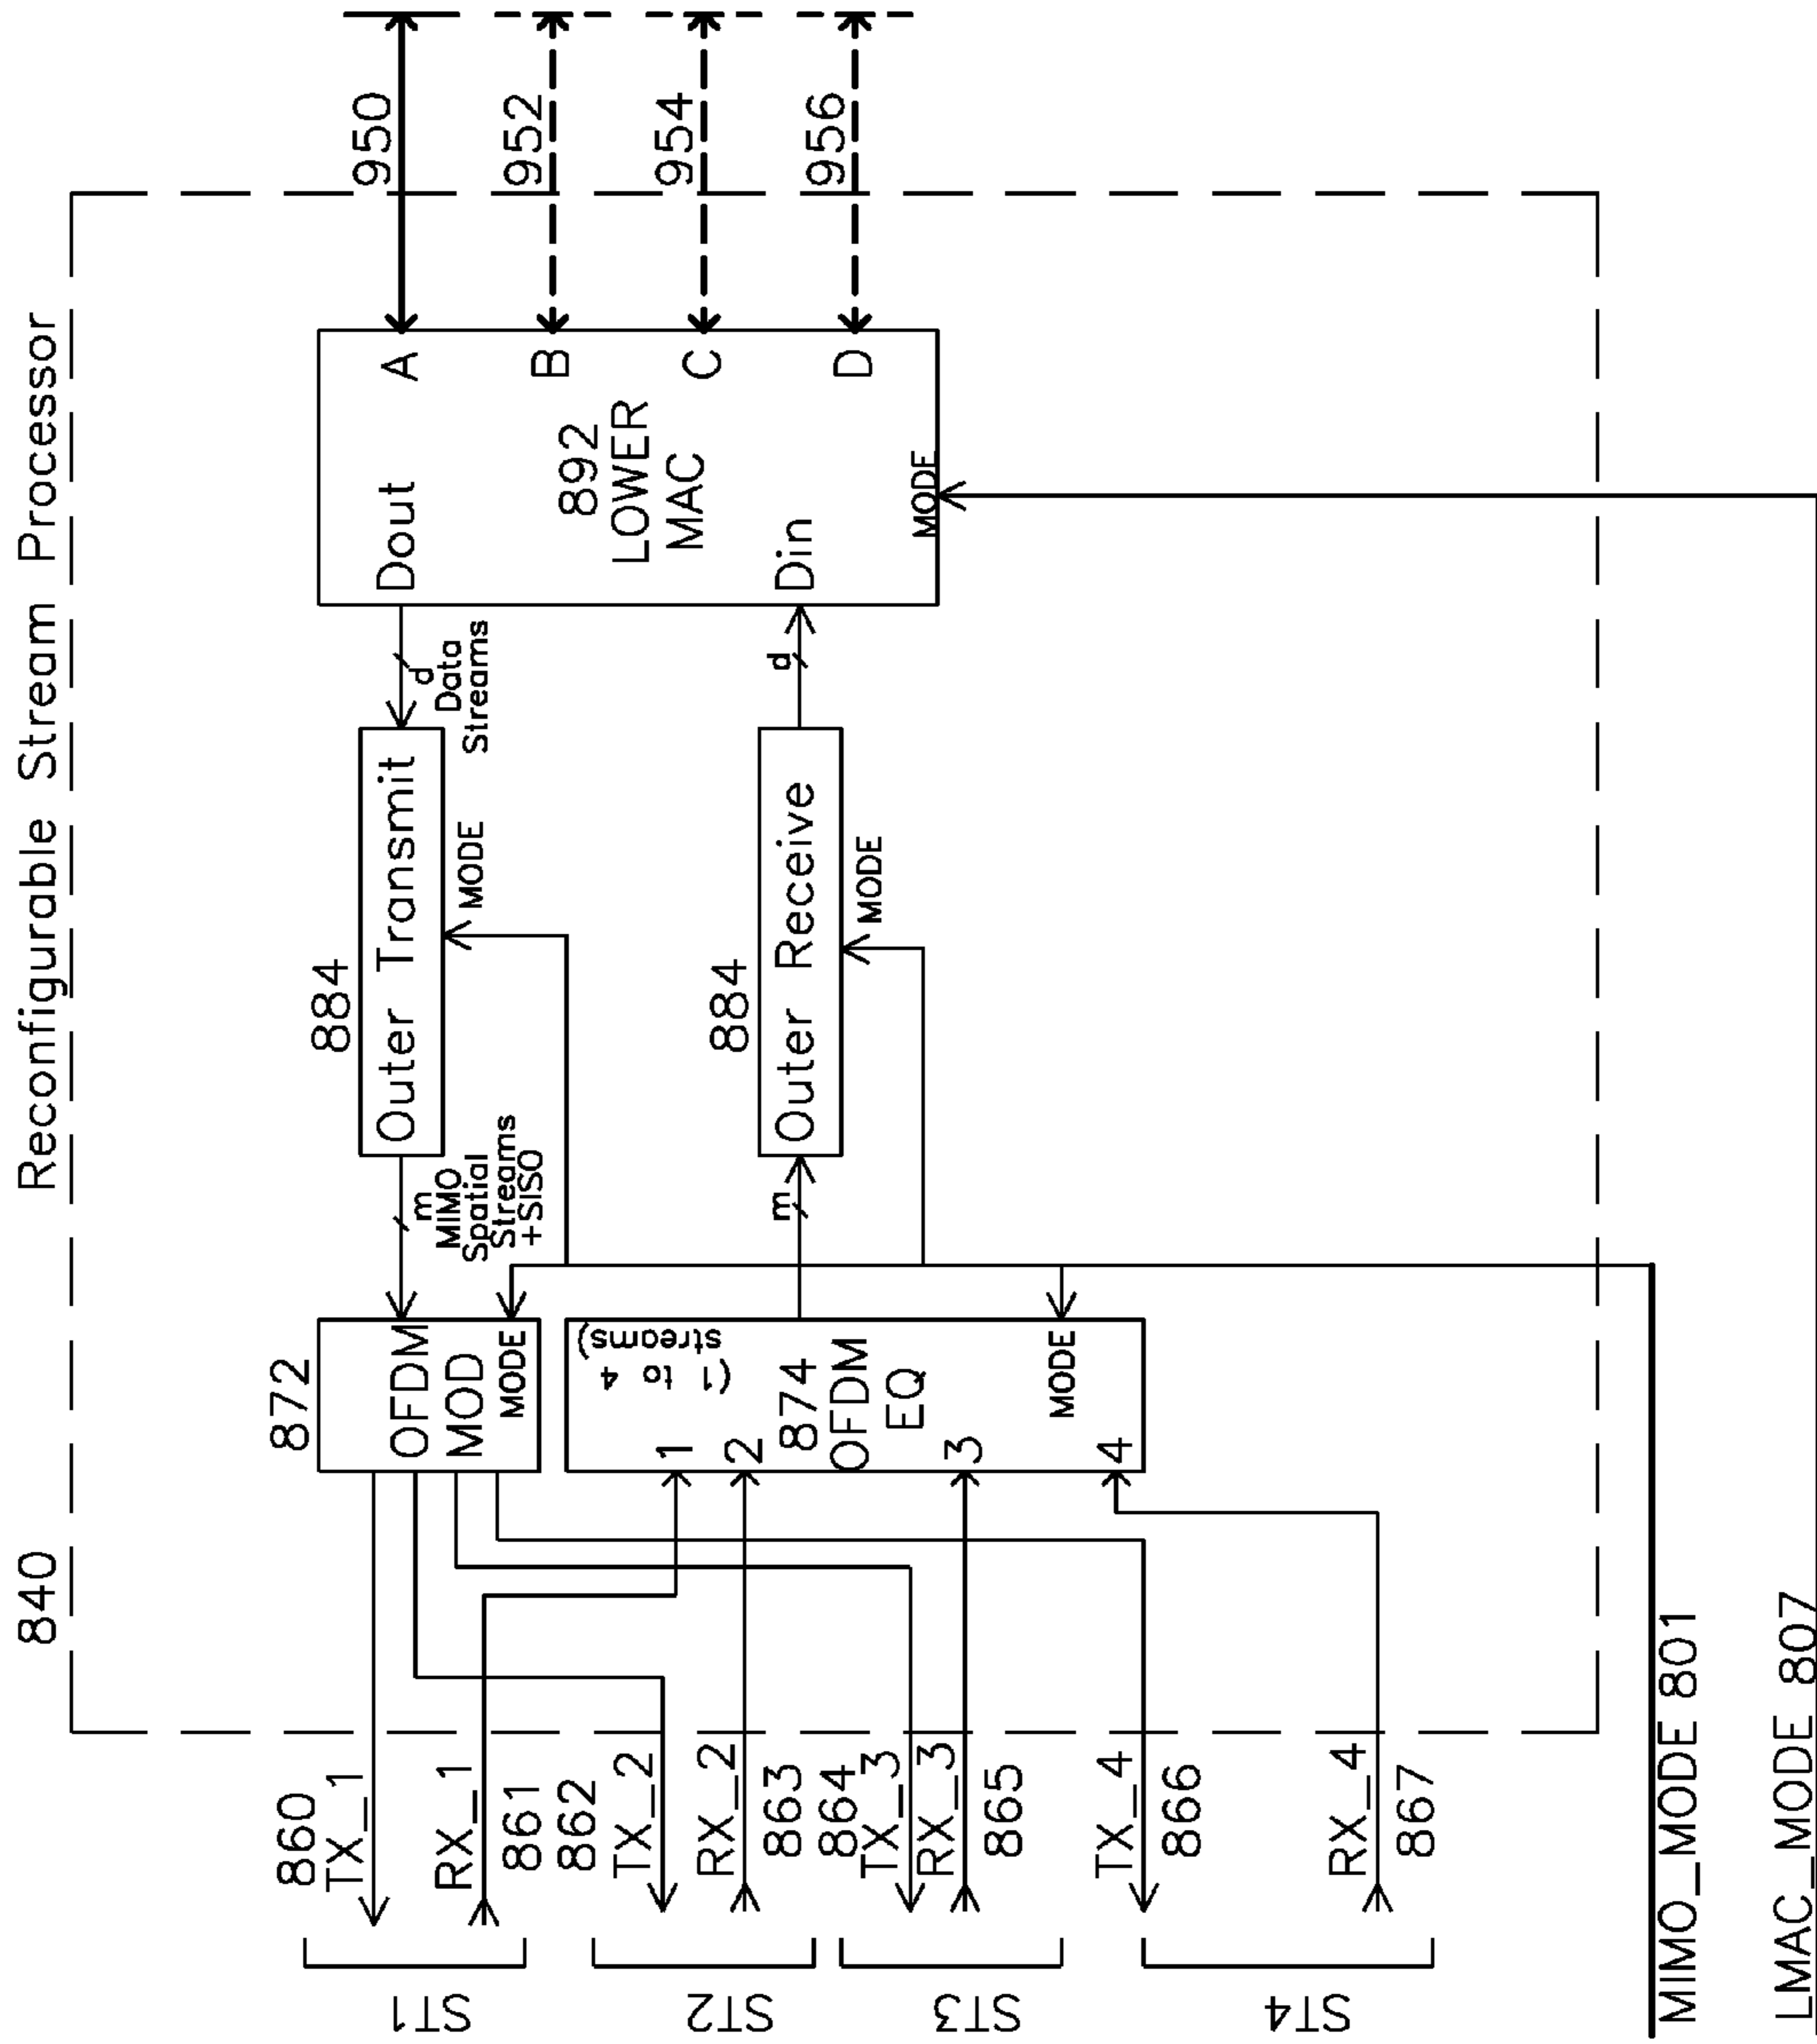 840
Reconfigurable Stream Processor
860
TX_1
RX_1
861
862
TX_2
RX_2
863
864
TX_3
RX_3
865
TX_4
866
RX_4
867
ST1
ST2
ST3
ST4
872
OFDM
MOD
MODE
(1 to 4
streams)
1
2
874
OFDM
EQ
3
4
MODE
m
MIMO
Spatial
Streams
+SISO
m
884
Outer Transmit
MODE
884
Outer Receive
MODE
d
Data
Streams
d
Dout
892
LOWER
MAC
Din
MODE
A
B
C
D
950
952
954
956
MIMO_MODE 801
LMAC_MODE 807